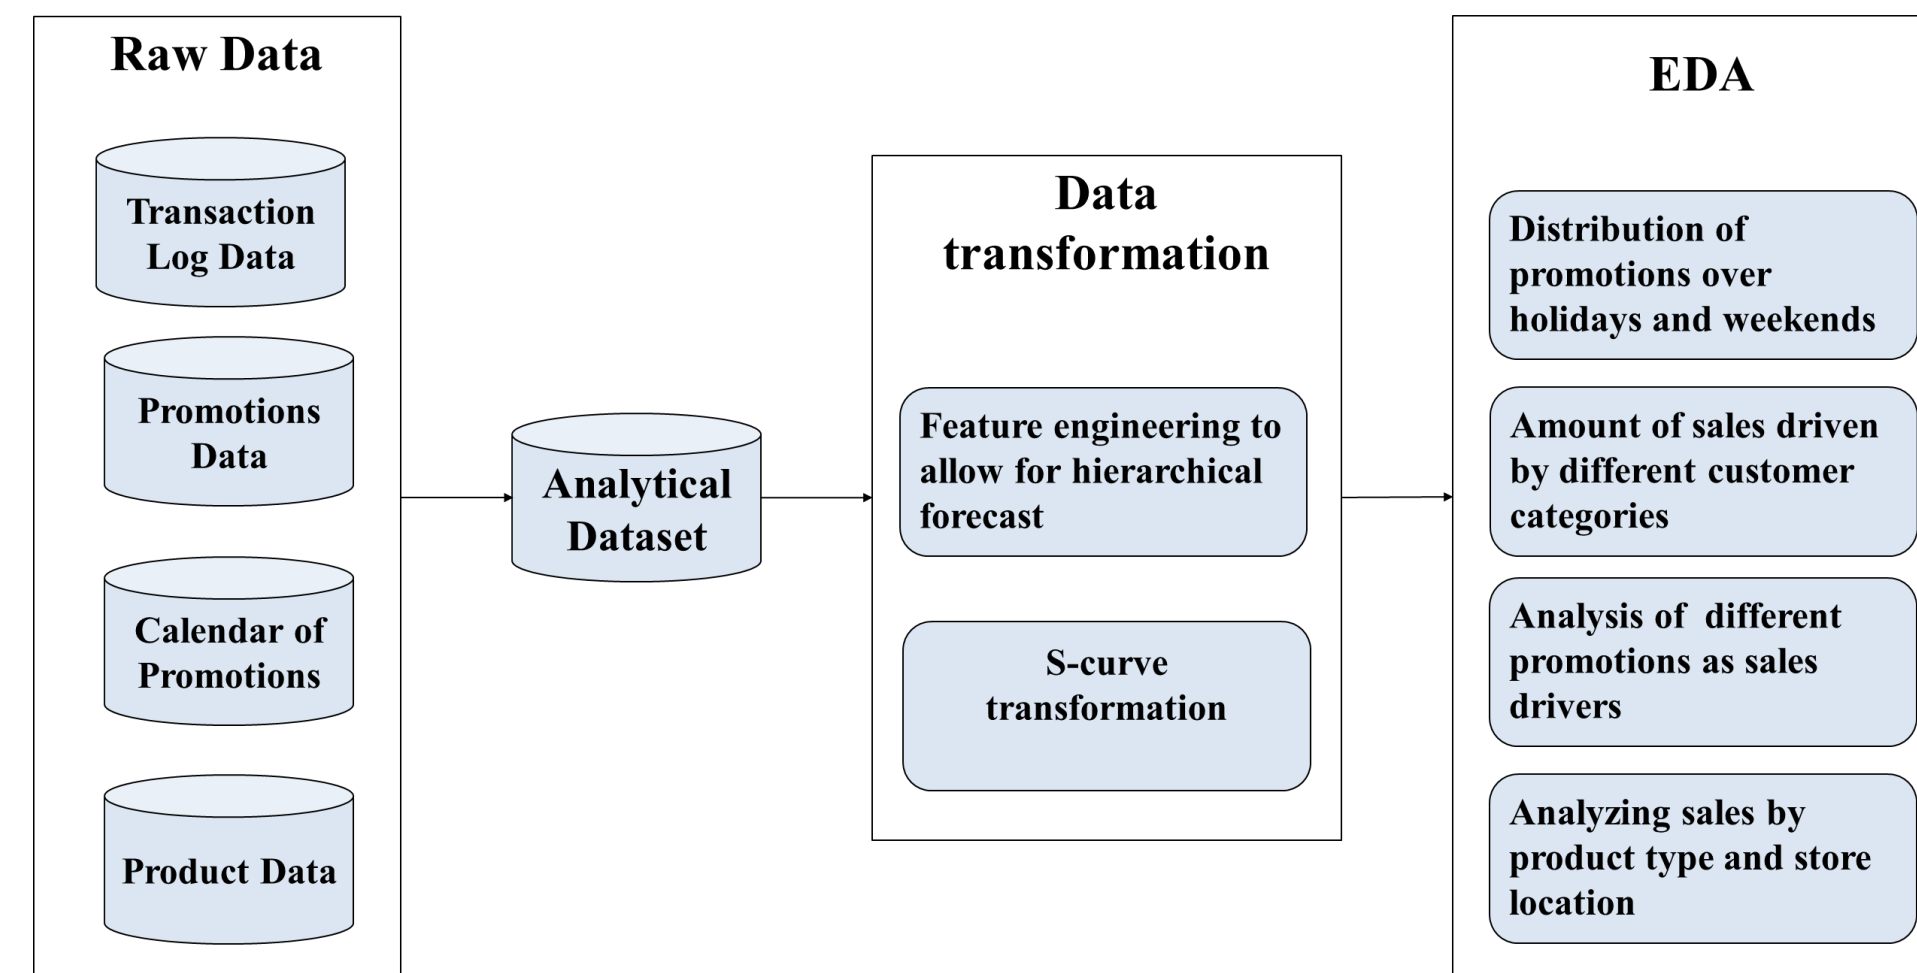 Raw Data
Transaction
Log Data
Promotions
Data
Calendar of
Promotions
Product Data
Analytical
Dataset
Data
transformation
Feature engineering to
allow for hierarchical
forecast
S-curve
transformation
EDA
Distribution of
promotions over
holidays and weekends
Amount of sales driven
by different customer
categories
Analysis of  different
promotions as sales
drivers
Analyzing sales by
product type and store
location